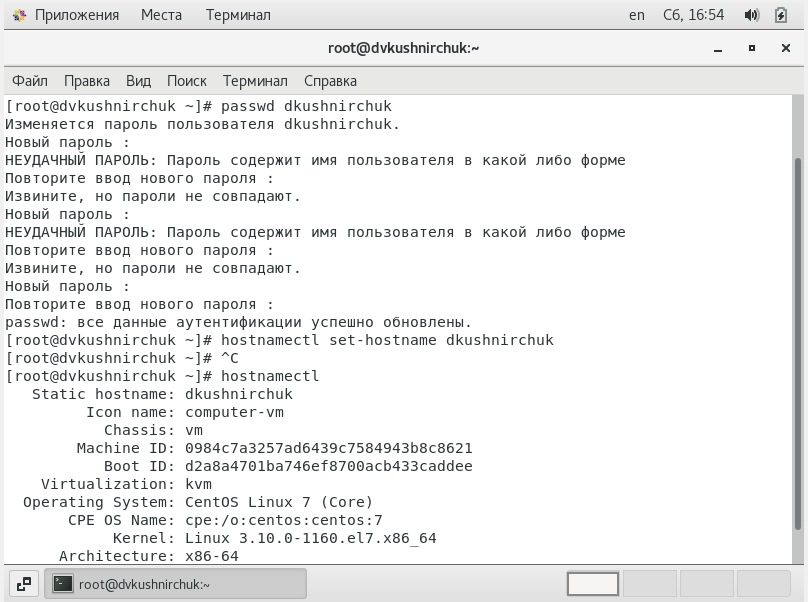 Приложения Места Терминал en Сб, 16:54
root@dvkushnirchuk:~
Файл Правка Вид Поиск Терминал Справка
[root@dvkushnirchuk ~]# passwd dkushnirchuk
Изменяется пароль пользователя dkushnirchuk.
Новый пароль :
НЕУДАЧНЫЙ ПАРОЛЬ: Пароль содержит имя пользователя в какой либо форме
Повторите ввод нового пароля :
Извините, но пароли не совпадают.
Новый пароль :
НЕУДАЧНЫЙ ПАРОЛЬ: Пароль содержит имя пользователя в какой либо форме
Повторите ввод нового пароля :
Извините, но пароли не совпадают.
Новый пароль :
Повторите ввод нового пароля :
passwd: все данные аутентификации успешно обновлены.
[root@dvkushnirchuk ~]# hostnamectl set-hostname dkushnirchuk
[root@dvkushnirchuk ~]# ^C
[root@dvkushnirchuk ~]# hostnamectl
Static hostname: dkushnirchuk
Icon name: computer-vm
Chassis: vm
Machine ID: 0984c7a3257ad6439c7584943b8c8621
Boot ID: d2a8a4701ba746ef8700acb433caddee
Virtualization: kvm
Operating System: CentOS Linux 7 (Core)
CPE OS Name: cpe:/o:centos:centos:7
Kernel: Linux 3.10.0-1160.el7.x86_64
Architecture: x86-64
root@dvkushnirchuk:~